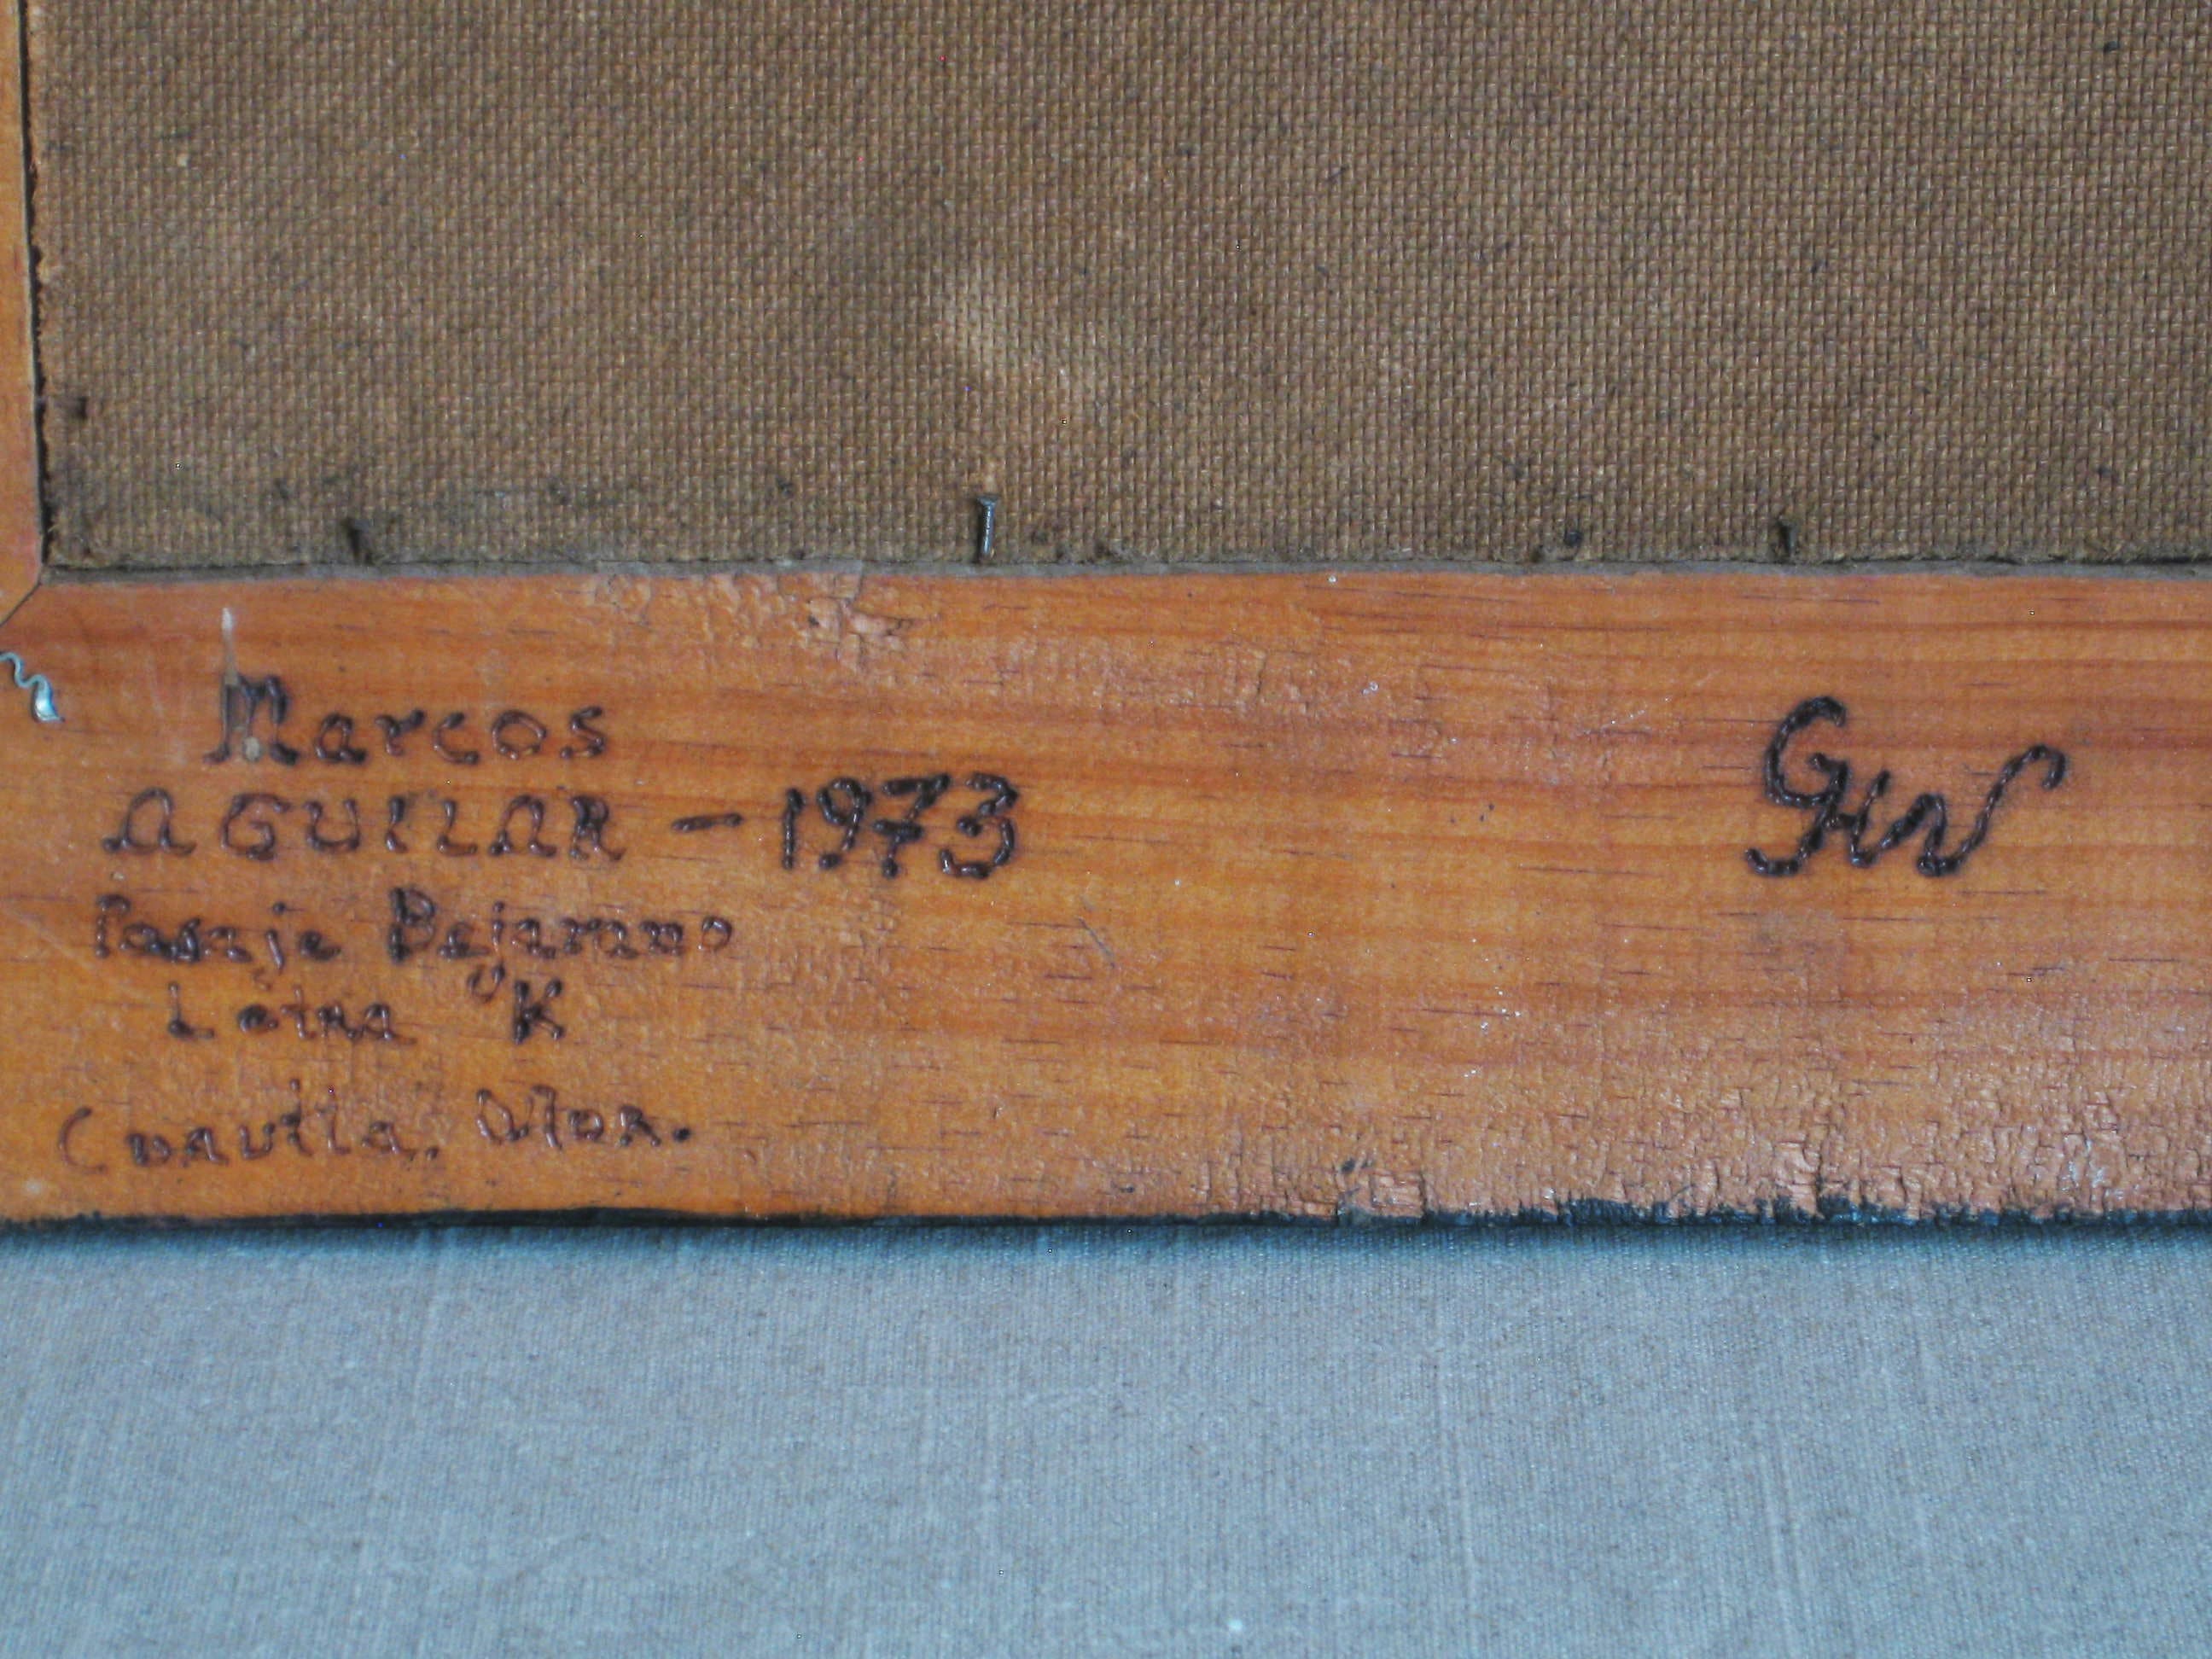 Marcos
AGUILAR - 1973
Pasaje Bejarano
Letra "K
Cuautla, Mor.